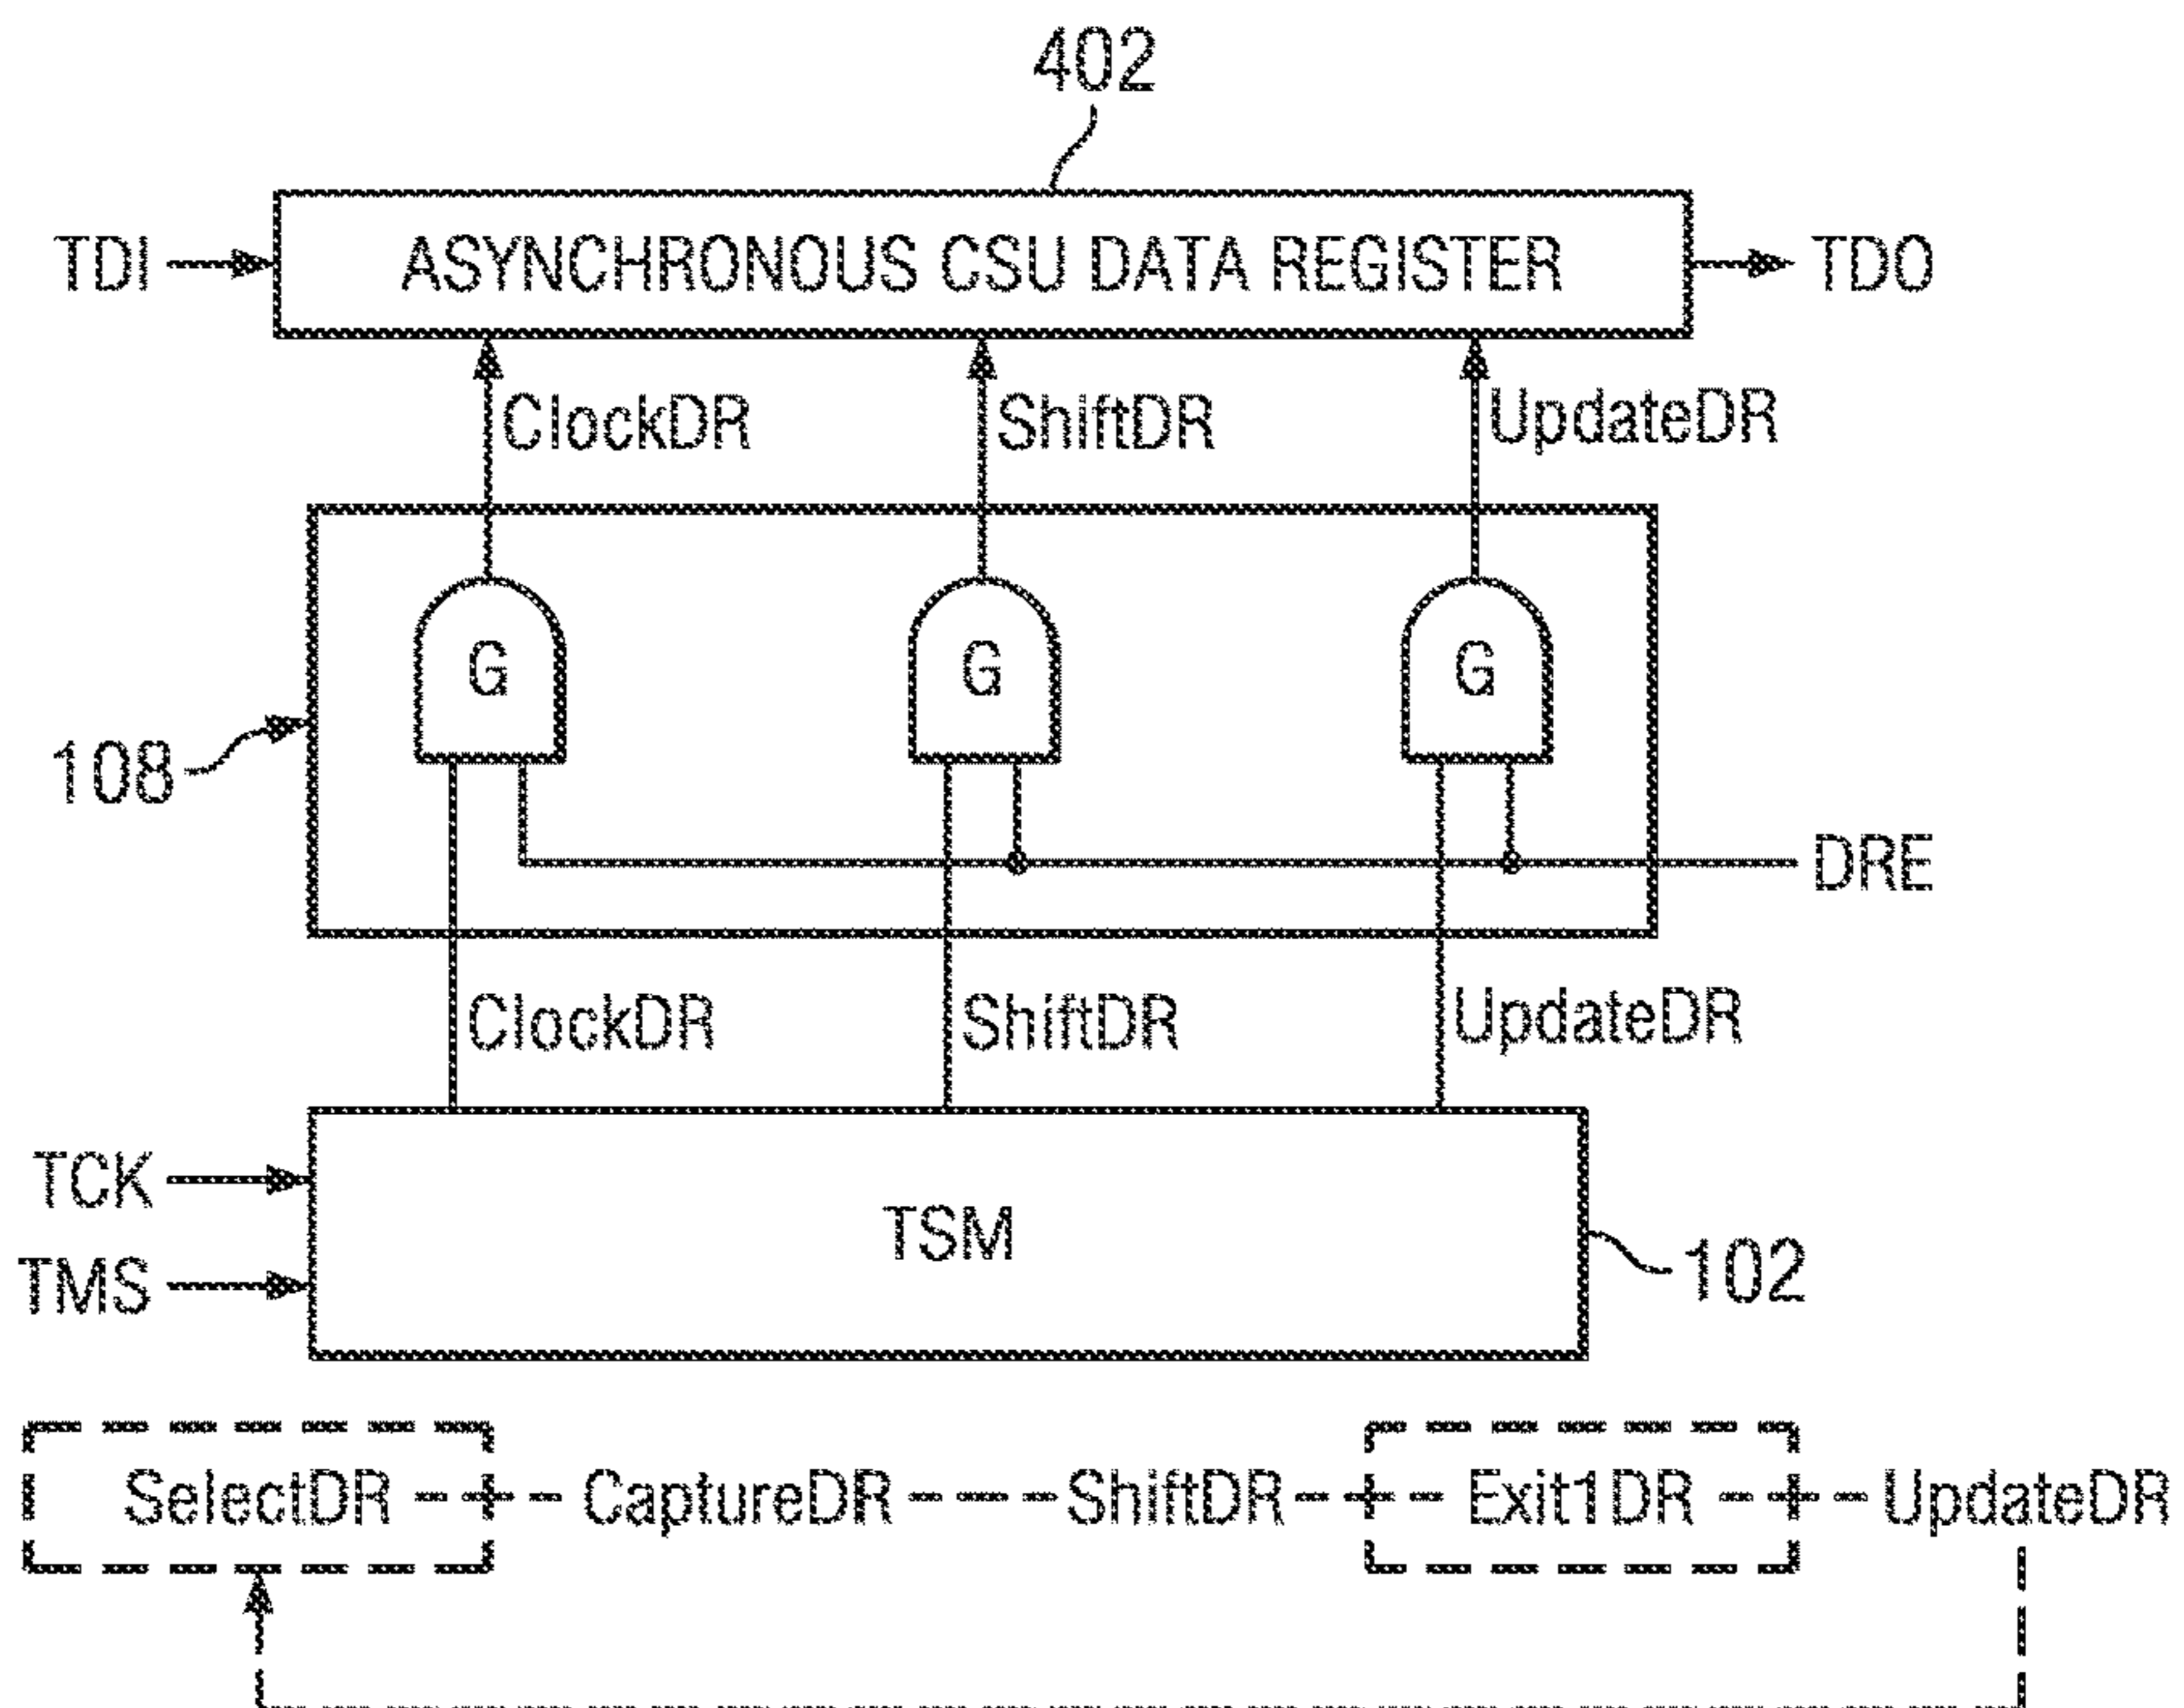 402
TDI ASYNCHRONOUS CSU DATA REGISTER TDO
ClockDR ShiftDR UpdateDR
G G G
108
DRE
ClockDR ShiftDR UpdateDR
TCK
TSM
TMS
102
SelectDR CaptureDR ShiftDR Exit1DR UpdateDR